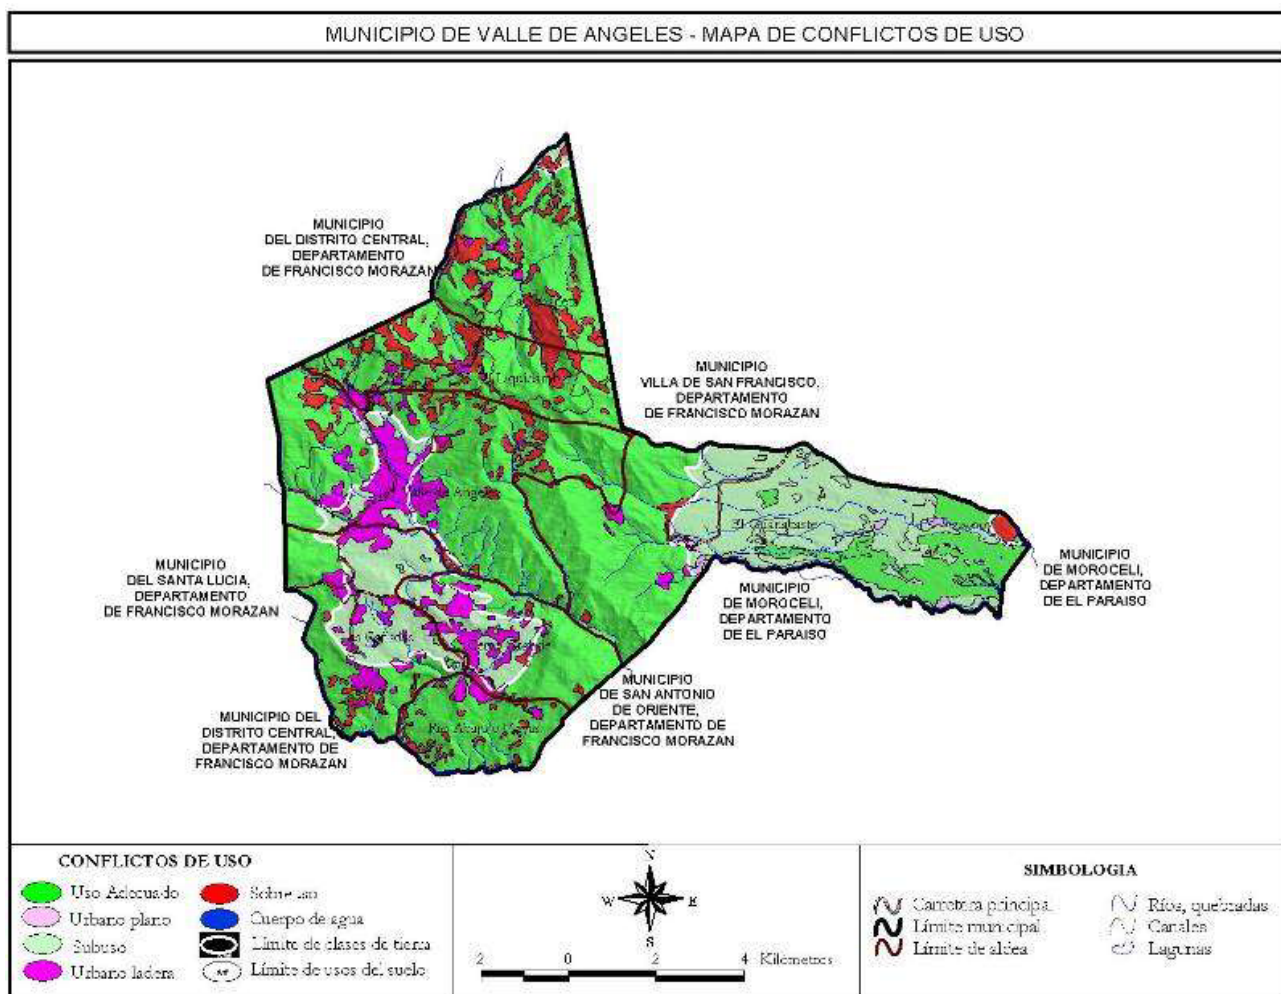 MUNICIPIO DE VALLE DE ANGELES - MAPA DE CONFLICTOS DE USO
MUNICIPIO
DEL DISTRITO CENTRAL,
DEPARTAMENTO
DE FRANCISCO MORAZAN
MUNICIPIO
VILLA DE SAN FRANCISCO,
DEPARTAMENTO
DE FRANCISCO MORAZAN
El Guanabaste
MUNICIPIO
DEL SANTA LUCIA,
DEPARTAMENTO
DE FRANCISCO MORAZAN
MUNICIPIO
DE MOROCELI,
DEPARTAMENTO
DE EL PARAISO
MUNICIPIO
DE MOROCELI,
DEPARTAMENTO
DE EL PARAISO
MUNICIPIO
DE SAN ANTONIO
DE ORIENTE,
DEPARTAMENTO DE
FRANCISCO MORAZAN
MUNICIPIO DEL
DISTRITO CENTRAL,
DEPARTAMENTO DE
FRANCISCO MORAZAN
CONFLICTOS DE USO
Uso Adecuado
Urbano plano
Subuso
Urbano ladera
Sobre uso
Cuerpo de agua
Límite de clases de tierra
Límite de usos del suelo
N
W E
S
2 0 2 4 Kilómetros
SIMBOLOGIA
Carretera principal
Límite municipal
Límite de aldea
Ríos, quebradas
Canales
Lagunas